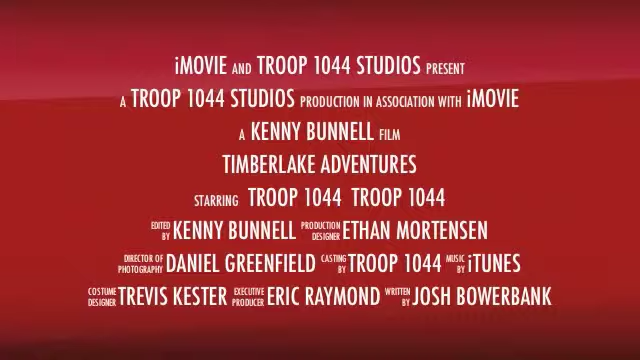 iMOVIE AND TROOP 1044 STUDIOS PRESENT
A TROOP 1044 STUDIOS PRODUCTION IN ASSOCIATION WITH iMOVIE
A KENNY BUNNELL FILM
TIMBERLAKE ADVENTURES
STARRING TROOP 1044 TROOP 1044
EDITED BY KENNY BUNNELL PRODUCTION DESIGNER ETHAN MORTENSEN
DIRECTOR OF PHOTOGRAPHY DANIEL GREENFIELD CASTING BY TROOP 1044 MUSIC BY iTUNES
COSTUME DESIGNER TREVIS KESTER EXECUTIVE PRODUCER ERIC RAYMOND WRITTEN BY JOSH BOWERBANK